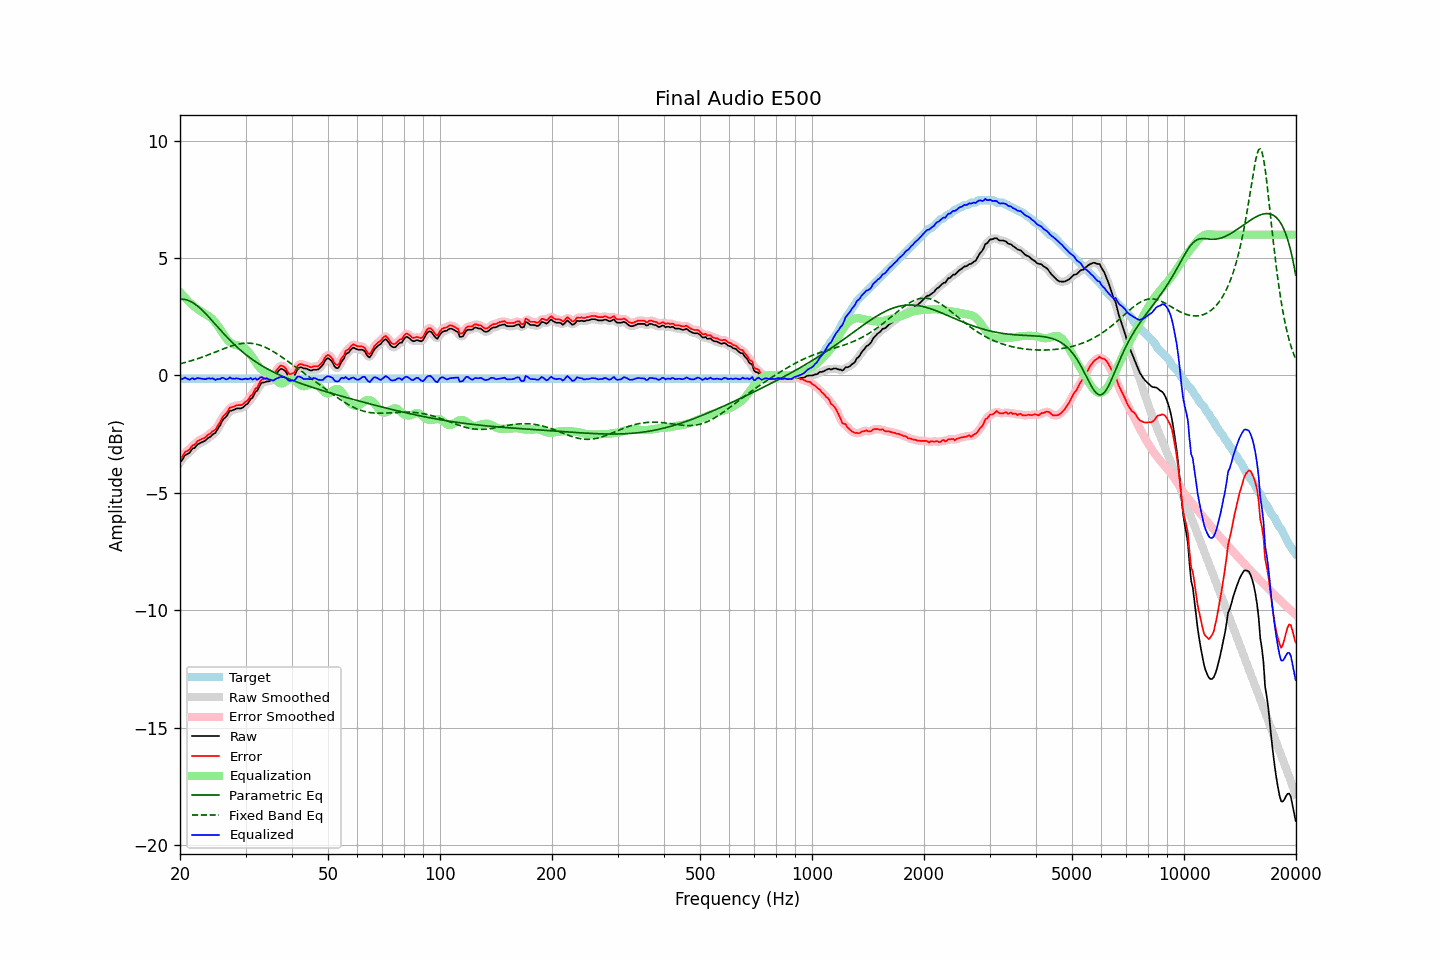 Final Audio E500
10
5
0
−5
−10
−15
−20
Amplitude (dBr)
Target
Raw Smoothed
Error Smoothed
Raw
Error
Equalization
Parametric Eq
Fixed Band Eq
Equalized
20 50 100 200 500 1000 2000 5000 10000 20000
Frequency (Hz)